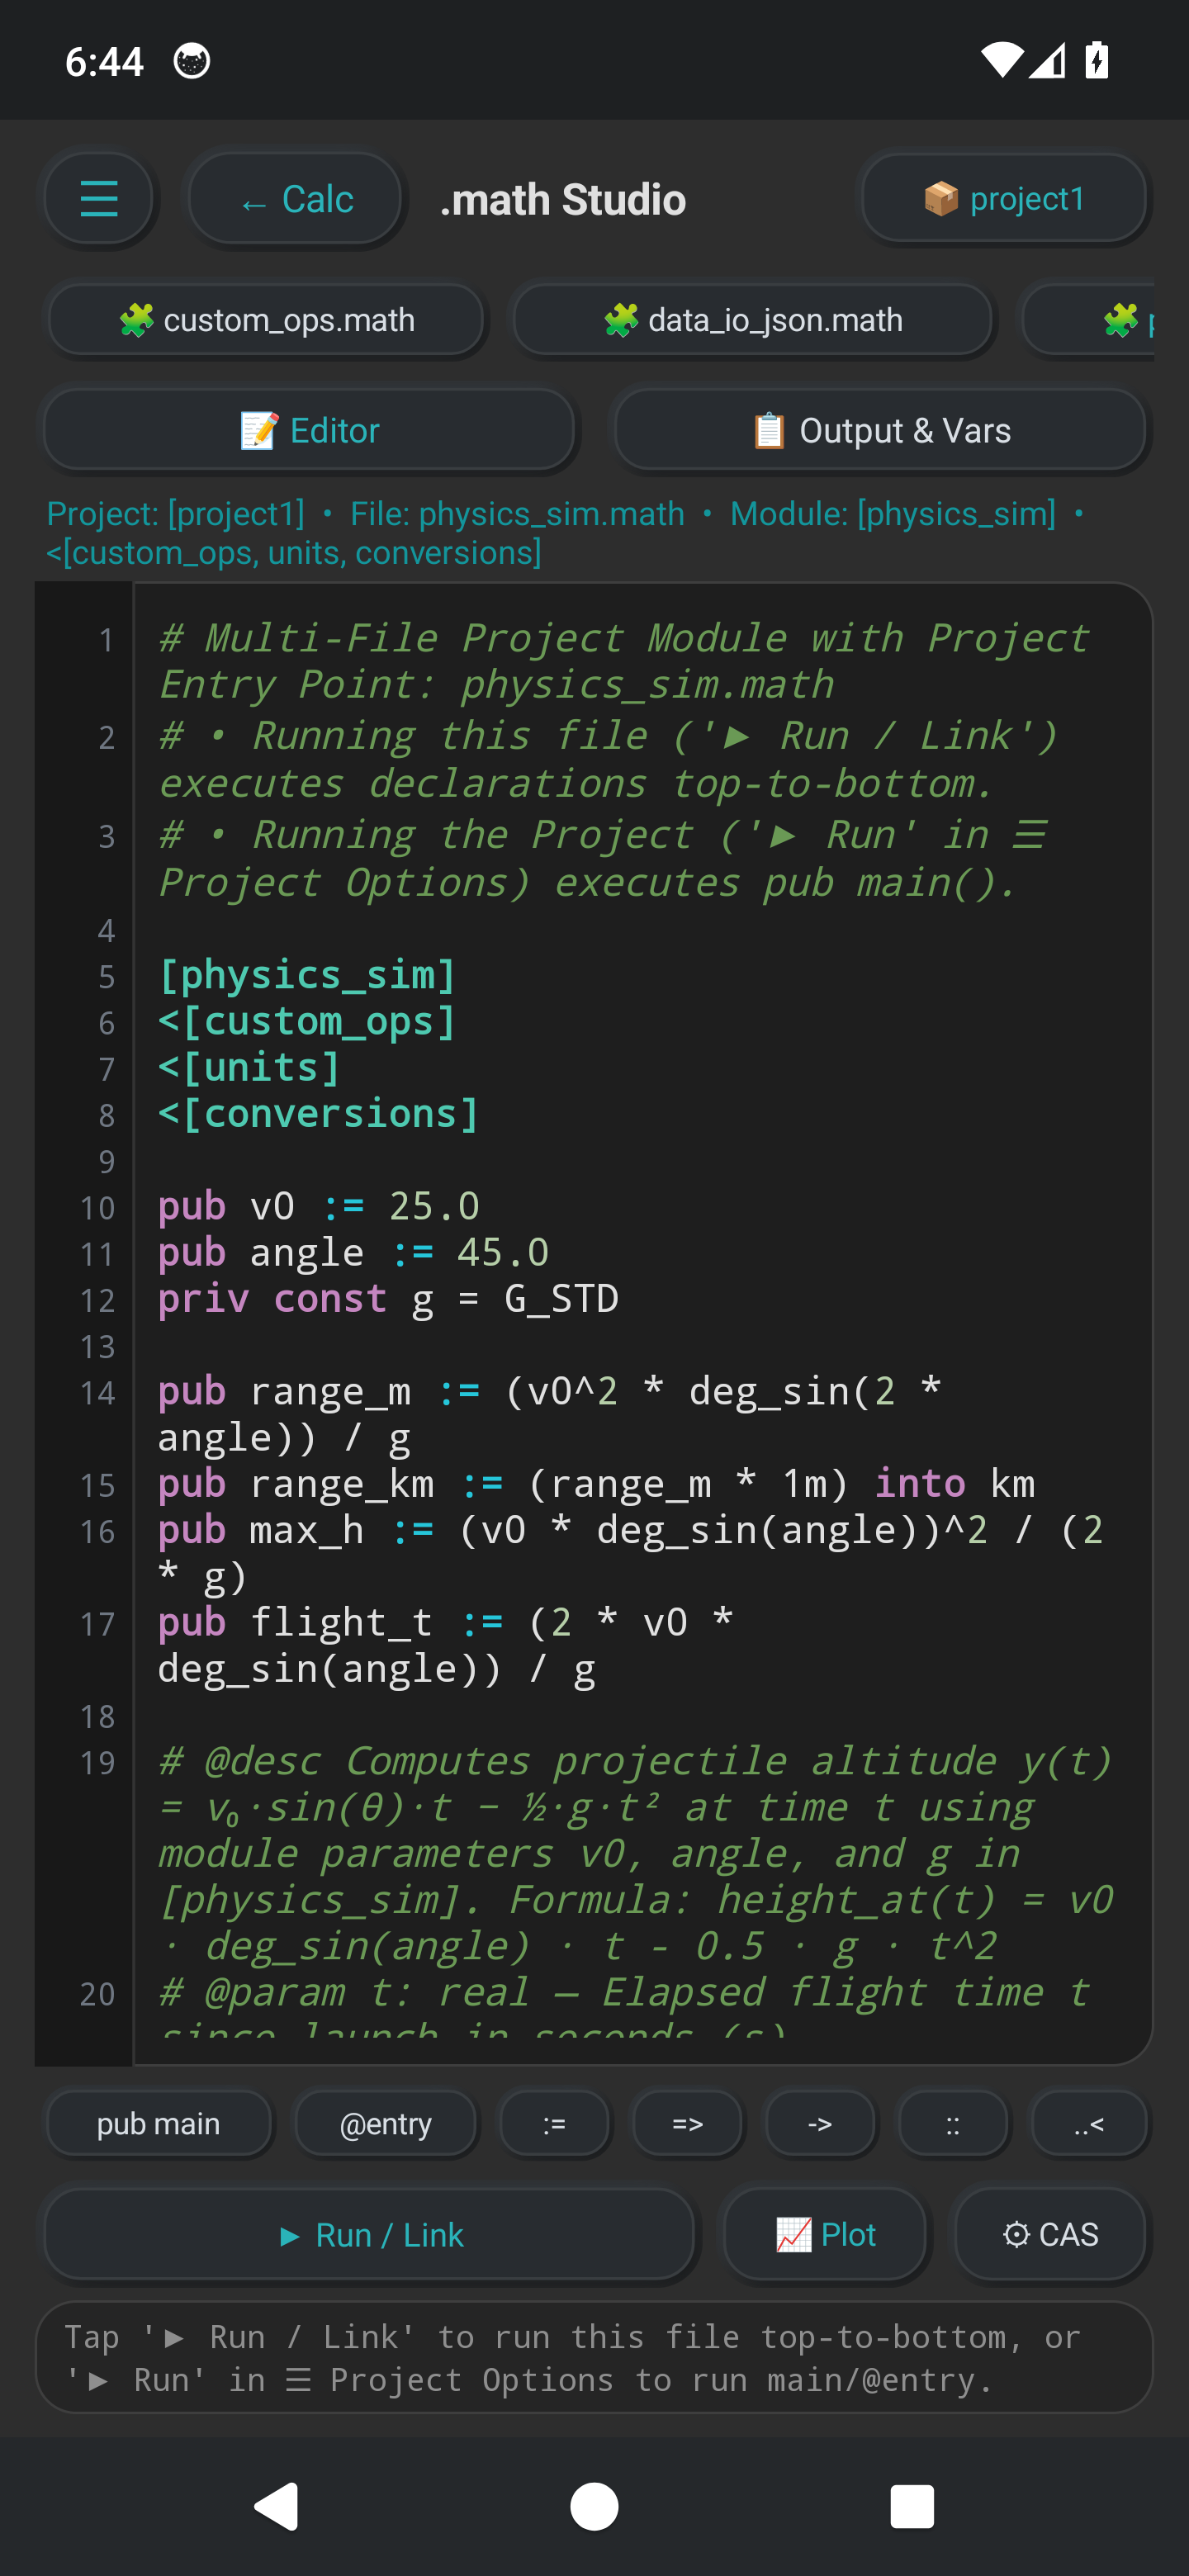 6:44
☰ ← Calc .math Studio 📦 project1
🧩 custom_ops.math 🧩 data_io_json.math 🧩
📝 Editor 📋 Output & Vars
Project: [project1] • File: physics_sim.math • Module: [physics_sim] •
<[custom_ops, units, conversions]
1 # Multi-File Project Module with Project
Entry Point: physics_sim.math
2 # • Running this file ('▶ Run / Link')
executes declarations top-to-bottom.
3 # • Running the Project ('▶ Run' in ☰
Project Options) executes pub main().
4
5 [physics_sim]
6 <[custom_ops]
7 <[units]
8 <[conversions]
9
10 pub v0 := 25.0
11 pub angle := 45.0
12 priv const g = G_STD
13
14 pub range_m := (v0^2 * deg_sin(2 *
angle)) / g
15 pub range_km := (range_m * 1m) into km
16 pub max_h := (v0 * deg_sin(angle))^2 / (2
* g)
17 pub flight_t := (2 * v0 *
deg_sin(angle)) / g
18
19 # @desc Computes projectile altitude y(t)
= v₀·sin(θ)·t − ½·g·t² at time t using
module parameters v0, angle, and g in
[physics_sim]. Formula: height_at(t) = v0
· deg_sin(angle) · t - 0.5 · g · t^2
20 # @param t: real — Elapsed flight time t
since launch in seconds (s)
pub main @entry := => -> :: ..<
▶ Run / Link 📈 Plot ⚙ CAS
Tap '▶ Run / Link' to run this file top-to-bottom, or
'▶ Run' in ☰ Project Options to run main/@entry.